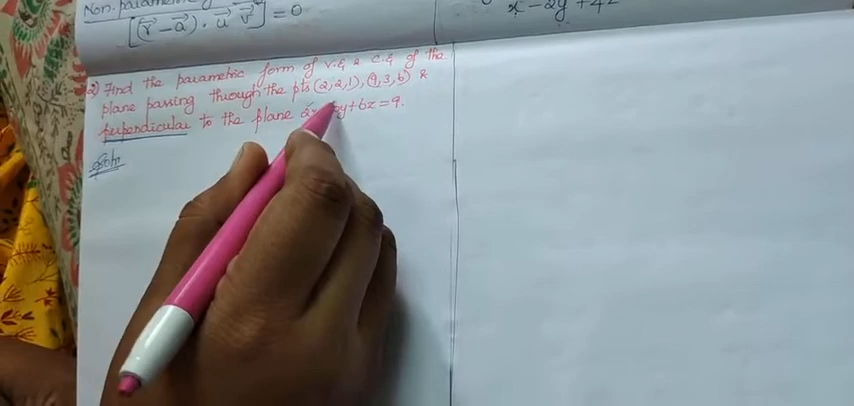 Non. parametric
[(r⃗ - a⃗) · u⃗ v⃗] = 0
x - 2y + 4z
2) Find the parametric form of V.E & C.E of the
plane passing through the pts (2,2,1), (9,3,6) &
perpendicular to the plane 2x y+6z=9.
Soln